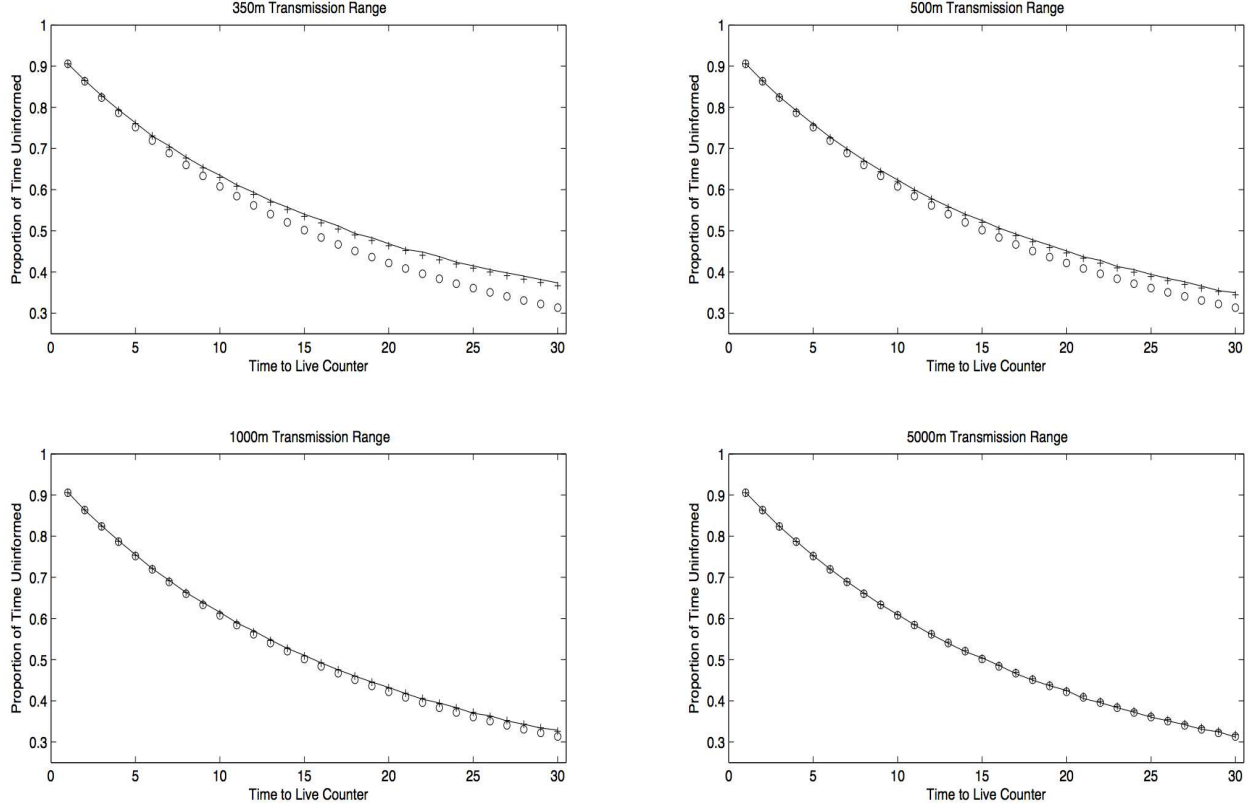 350m Transmission Range
1
0.9
0.8
0.7
0.6
0.5
0.4
0.3
0 5 10 15 20 25 30
Proportion of Time Uninformed
Time to Live Counter
500m Transmission Range
1
0.9
0.8
0.7
0.6
0.5
0.4
0.3
0 5 10 15 20 25 30
Proportion of Time Uninformed
Time to Live Counter
1000m Transmission Range
1
0.9
0.8
0.7
0.6
0.5
0.4
0.3
0 5 10 15 20 25 30
Proportion of Time Uninformed
Time to Live Counter
5000m Transmission Range
1
0.9
0.8
0.7
0.6
0.5
0.4
0.3
0 5 10 15 20 25 30
Proportion of Time Uninformed
Time to Live Counter